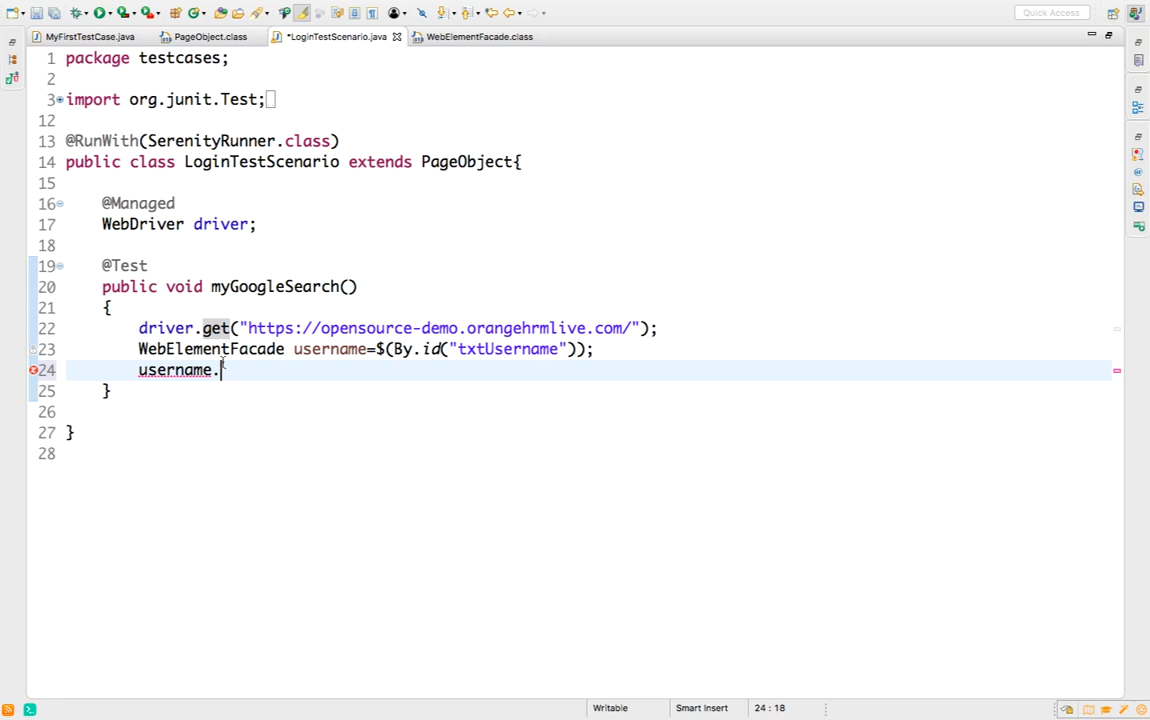 Quick Access
MyFirstTestCase.java PageObject.class *LoginTestScenario.java WebElementFacade.class
1 package testcases;
2
3 import org.junit.Test;
12
13 @RunWith(SerenityRunner.class)
14 public class LoginTestScenario extends PageObject{
15
16 @Managed
17 WebDriver driver;
18
19 @Test
20 public void myGoogleSearch()
21 {
22 driver.get("https://opensource-demo.orangehrmlive.com/");
23 WebElementFacade username=$(By.id("txtUsername"));
24 username.
25 }
26
27 }
28
Writable Smart Insert 24 : 18